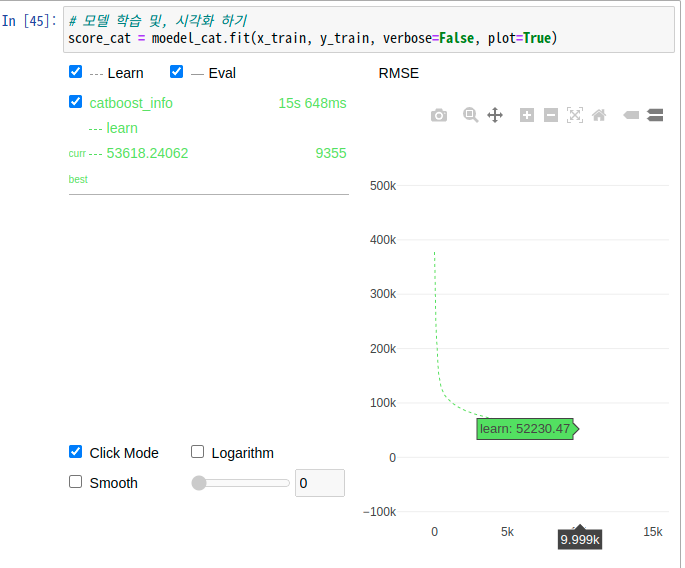 In [45]: # 모델 학습 및, 시각화 하기
score_cat = moedel_cat.fit(x_train, y_train, verbose=False, plot=True)
--- Learn — Eval
catboost_info 15s 648ms
--- learn
curr --- 53618.24062 9355
best
Click Mode Logarithm
Smooth 0
RMSE
500k
400k
300k
200k
100k
learn: 52230.47
0
−100k
0 5k 15k
9.999k